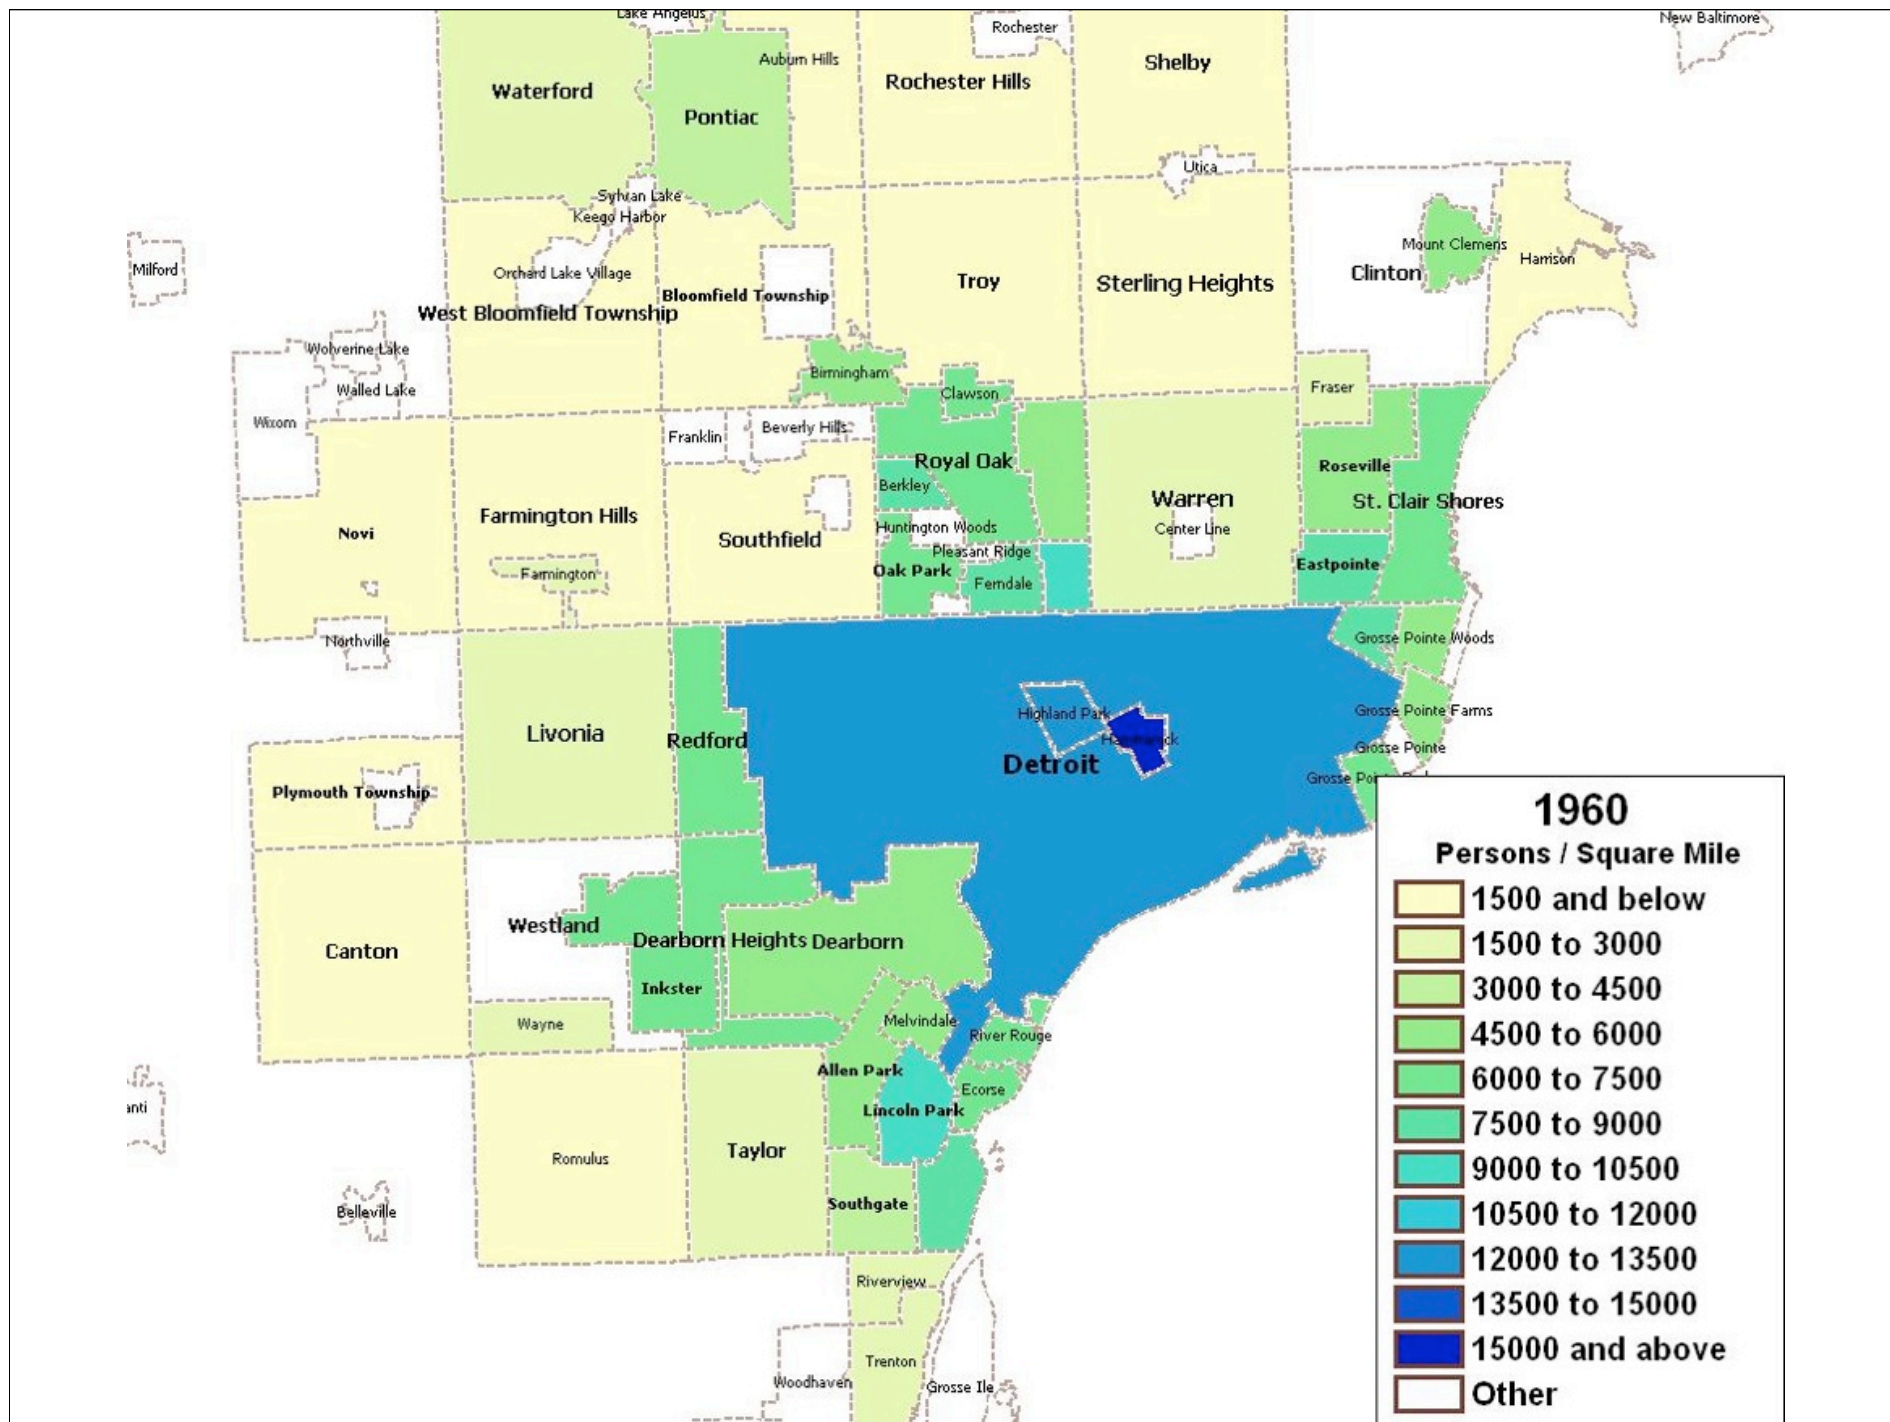 Lake Angelus
Rochester
New Baltimore
Auburn Hills
Shelby
Rochester Hills
Waterford
Pontiac
Utica
Sylvan Lake
Keego Harbor
Mount Clemens
Harrison
Clinton
Milford
Orchard Lake Village
Troy
Sterling Heights
Bloomfield Township
West Bloomfield Township
Wolverine Lake
Birmingham
Walled Lake
Clawson
Fraser
Wixom
Franklin
Beverly Hills
Royal Oak
Roseville
Berkley
Warren
St. Clair Shores
Farmington Hills
Huntington Woods
Center Line
Novi
Southfield
Pleasant Ridge
Oak Park
Eastpointe
Farmington
Ferndale
Northville
Grosse Pointe Woods
Highland Park
Grosse Pointe Farms
Livonia
Redford
Grosse Pointe
Detroit
Grosse
Plymouth Township
Westland
Dearborn Heights
Dearborn
Canton
Inkster
Wayne
Melvindale
River Rouge
Allen Park
Ecorse
anti
Lincoln Park
Taylor
Romulus
Southgate
Belleville
Riverview
Trenton
Woodhaven
Grosse Ile
1960
Persons / Square Mile
1500 and below
1500 to 3000
3000 to 4500
4500 to 6000
6000 to 7500
7500 to 9000
9000 to 10500
10500 to 12000
12000 to 13500
13500 to 15000
15000 and above
Other